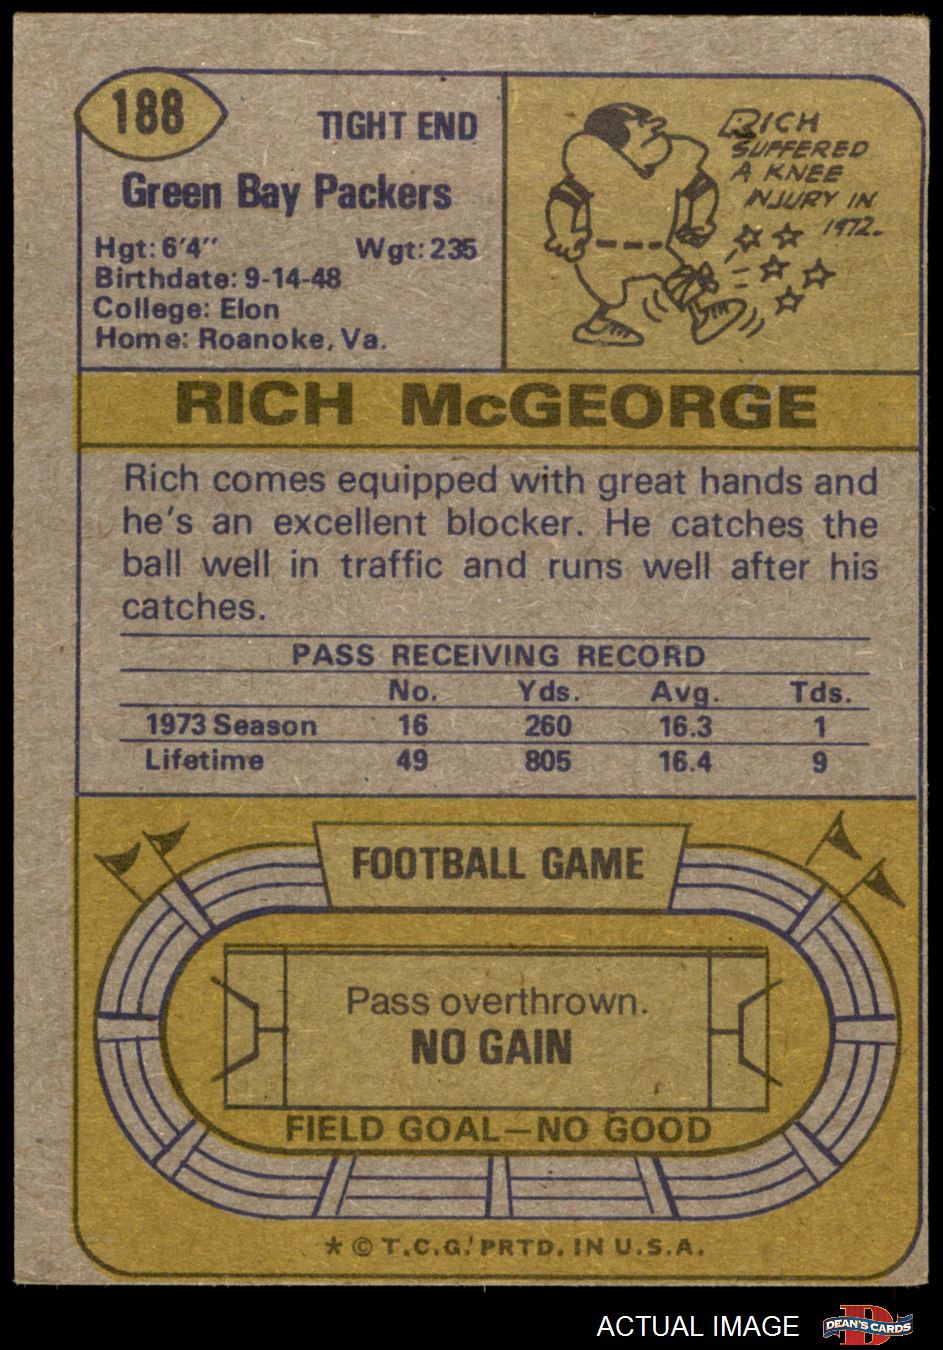 188
TIGHT END
Green Bay Packers
Hgt: 6'4" Wgt: 235
Birthdate: 9-14-48
College: Elon
Home: Roanoke, Va.
RICH
SUFFERED
A KNEE
INJURY IN
1972.
RICH McGEORGE
Rich comes equipped with great hands and
he's an excellent blocker. He catches the
ball well in traffic and runs well after his
catches.
PASS RECEIVING RECORD
No. Yds. Avg. Tds.
1973 Season 16 260 16.3 1
Lifetime 49 805 16.4 9
FOOTBALL GAME
Pass overthrown.
NO GAIN
FIELD GOAL—NO GOOD
* © T.C.G. PRTD. IN U.S.A.
ACTUAL IMAGE
DEAN'S CARDS